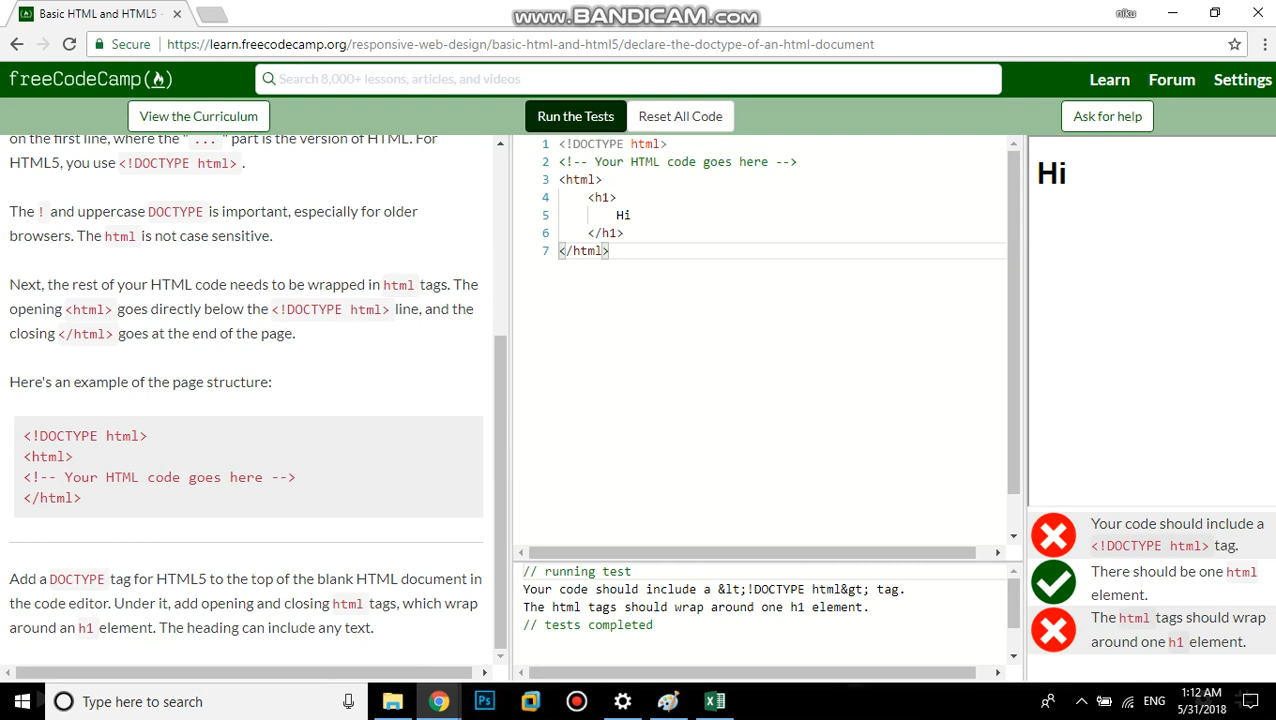 Basic HTML and HTML5 -
www.BANDICAM.com
niku
Secure
https://learn.freecodecamp.org/responsive-web-design/basic-html-and-html5/declare-the-doctype-of-an-html-document
freeCodeCamp
Search 8,000+ lessons, articles, and videos
Learn
Forum
Settings
View the Curriculum
Run the Tests
Reset All Code
Ask for help
on the first line, where the "... " part is the version of HTML. For
HTML5, you use <!DOCTYPE html>.
The ! and uppercase DOCTYPE is important, especially for older
browsers. The html is not case sensitive.
Next, the rest of your HTML code needs to be wrapped in html tags. The
opening <html> goes directly below the <!DOCTYPE html> line, and the
closing </html> goes at the end of the page.
Here's an example of the page structure:
<!DOCTYPE html>
<html>
<!-- Your HTML code goes here -->
</html>
Add a DOCTYPE tag for HTML5 to the top of the blank HTML document in
the code editor. Under it, add opening and closing html tags, which wrap
around an h1 element. The heading can include any text.
1 <!DOCTYPE html>
2 <!-- Your HTML code goes here -->
3 <html>
4 <h1>
5 Hi
6 </h1>
7 </html>
// running test
Your code should include a &lt;!DOCTYPE html&gt; tag.
The html tags should wrap around one h1 element.
// tests completed
Hi
Your code should include a
<!DOCTYPE html> tag.
There should be one html
element.
The html tags should wrap
around one h1 element.
Type here to search
Ps
ENG
1:12 AM
5/31/2018